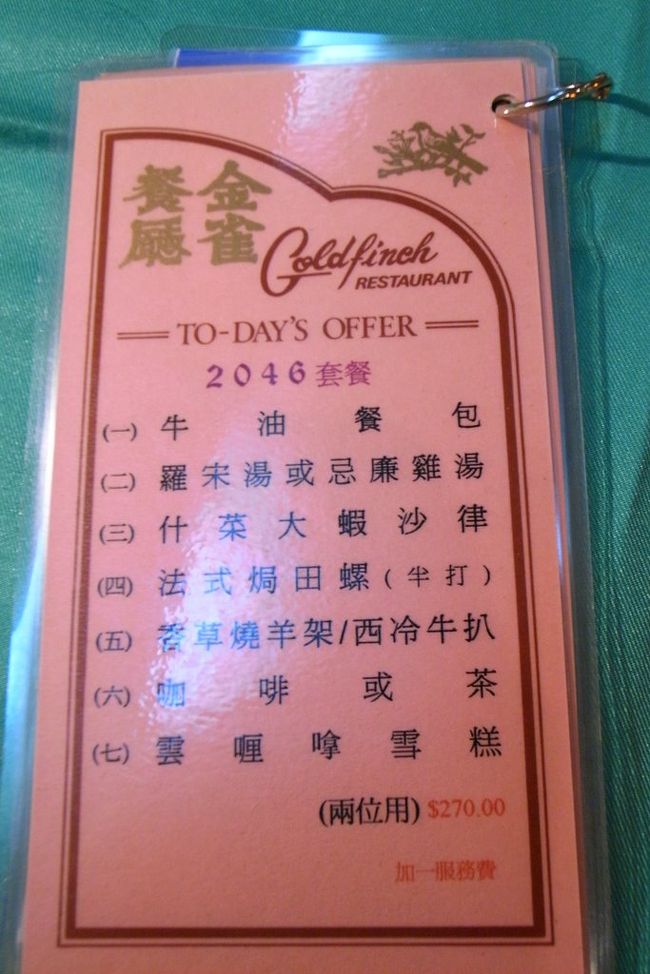 金雀
餐廳
Goldfinch
RESTAURANT
TO-DAY'S OFFER
2046套餐
(一) 牛油餐包
(二) 羅宋湯或忌廉雞湯
(三) 什菜大蝦沙律
(四) 法式焗田螺(半打)
(五) 香草燒羊架/西冷牛扒
(六) 咖啡或茶
(七) 雲喱嗱雪糕
(兩位用) $270.00
加一服務費